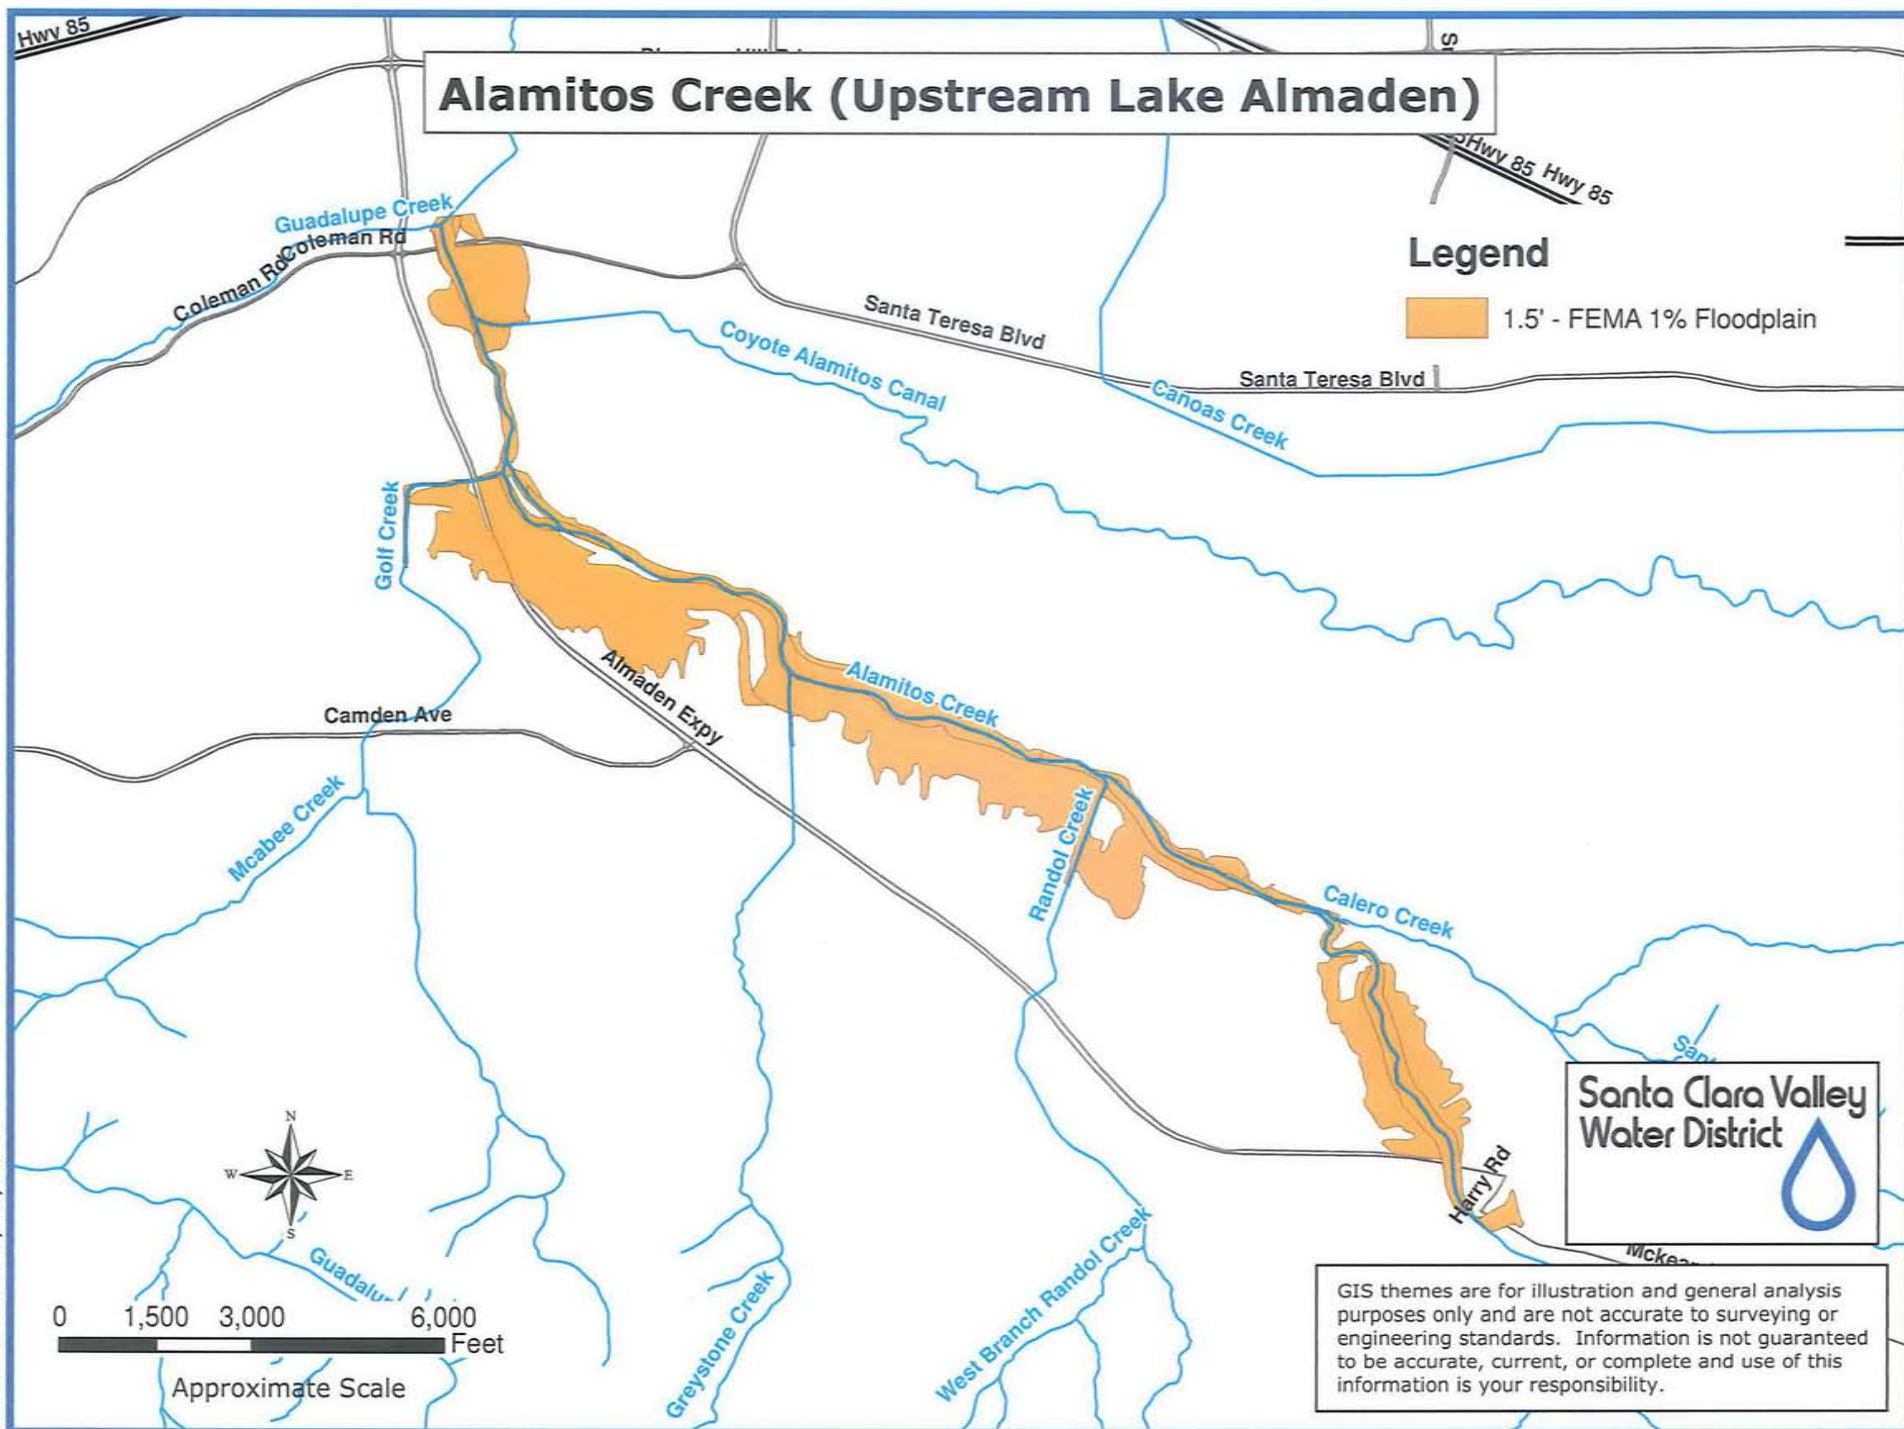 Hwy 85
Alamitos Creek (Upstream Lake Almaden)
Hwy 85
Hwy 85
Guadalupe Creek
Coleman Rd
Coleman Rd
Legend
1.5' - FEMA 1% Floodplain
Santa Teresa Blvd
Santa Teresa Blvd
Coyote Alamitos Canal
Canoas Creek
Golf Creek
Almaden Expy
Alamitos Creek
Camden Ave
Mcabee Creek
Randol Creek
Calero Creek
Santa Clara Valley
Water District
N
W
E
S
Harry Rd
Guadalu
Greystone Creek
West Branch Randol Creek
0 1,500 3,000 6,000
Feet
Approximate Scale
GIS themes are for illustration and general analysis
purposes only and are not accurate to surveying or
engineering standards. Information is not guaranteed
to be accurate, current, or complete and use of this
information is your responsibility.